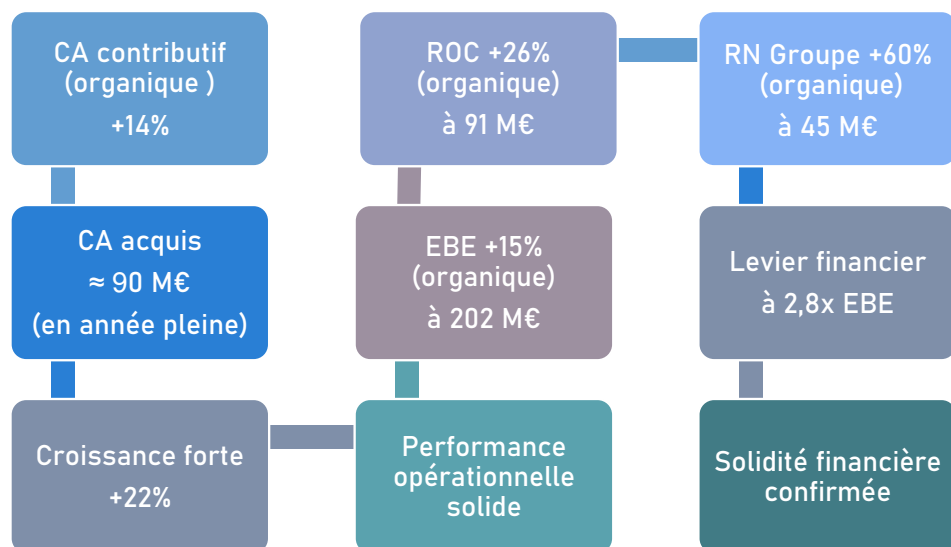 CA contributif
(organique )
+14%
CA acquis
≈ 90 M€
(en année pleine)
Croissance forte
+22%
Performance
opérationnelle
solide
EBE +15%
(organique)
à 202 M€
ROC +26%
(organique)
à 91 M€
RN Groupe +60%
(organique)
à 45 M€
Levier financier
à 2,8x EBE
Solidité financière
confirmée